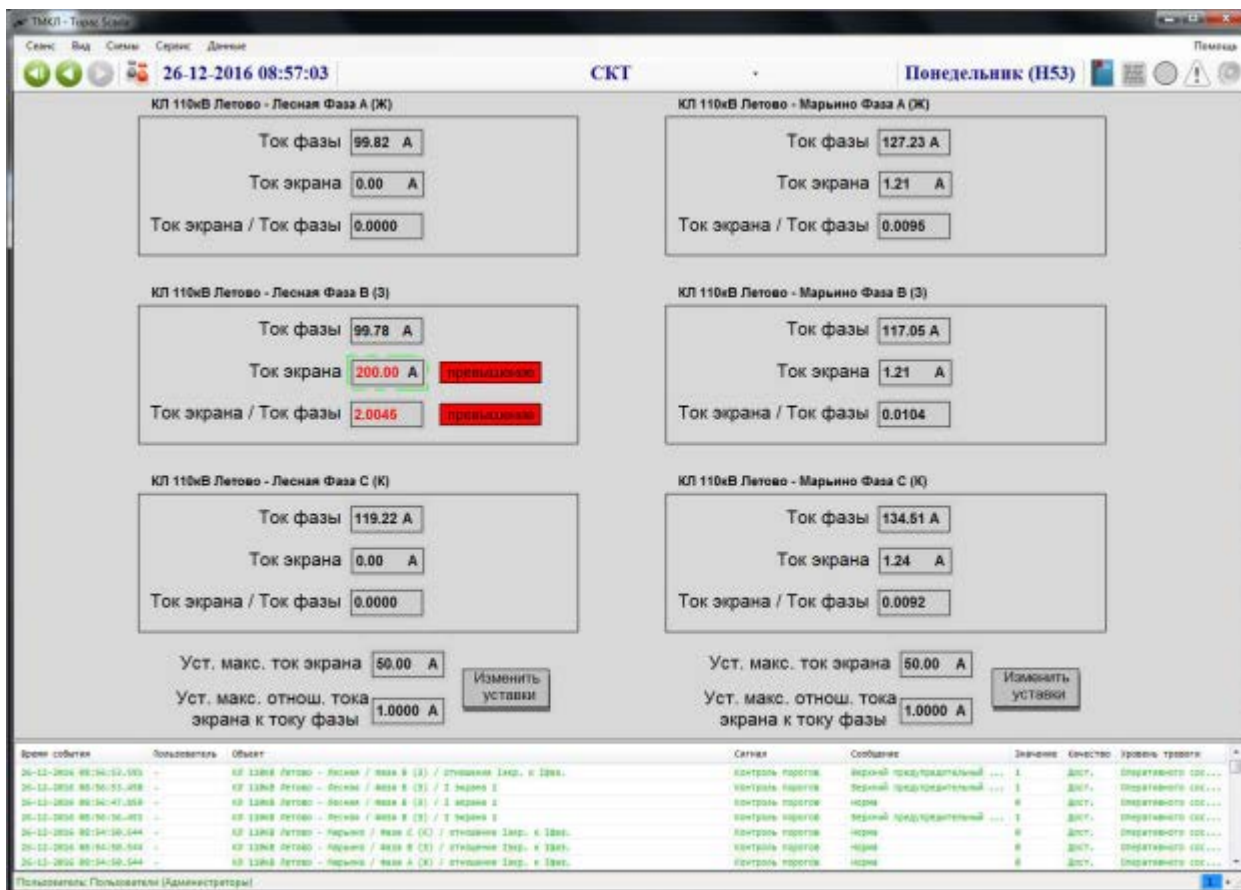 ТМКЛ - Topac Scada
Сеанс Вид Схемы Сервис Данные Помощь
26-12-2016 08:57:03 СКТ Понедельник (Н53)
КЛ 110кВ Летово - Лесная Фаза А (Ж) КЛ 110кВ Летово - Марьино Фаза А (Ж)
Ток фазы 99.82 А Ток фазы 127.23 А
Ток экрана 0.00 А Ток экрана 1.21 А
Ток экрана / Ток фазы 0.0000 Ток экрана / Ток фазы 0.0095
КЛ 110кВ Летово - Лесная Фаза В (З) КЛ 110кВ Летово - Марьино Фаза В (З)
Ток фазы 99.78 А Ток фазы 117.05 А
Ток экрана 200.00 А превышение Ток экрана 1.21 А
Ток экрана / Ток фазы 2.0045 превышение Ток экрана / Ток фазы 0.0104
КЛ 110кВ Летово - Лесная Фаза С (К) КЛ 110кВ Летово - Марьино Фаза С (К)
Ток фазы 119.22 А Ток фазы 134.51 А
Ток экрана 0.00 А Ток экрана 1.24 А
Ток экрана / Ток фазы 0.0000 Ток экрана / Ток фазы 0.0092
Уст. макс. ток экрана 50.00 А Уст. макс. ток экрана 50.00 А
Изменить уставки Изменить уставки
Уст. макс. отнош. тока экрана к току фазы 1.0000 А Уст. макс. отнош. тока экрана к току фазы 1.0000 А
Время события Пользователь Объект Сигнал Сообщение Значение Качество Уровень тревоги
Пользователь: Пользователи (Администраторы) 1